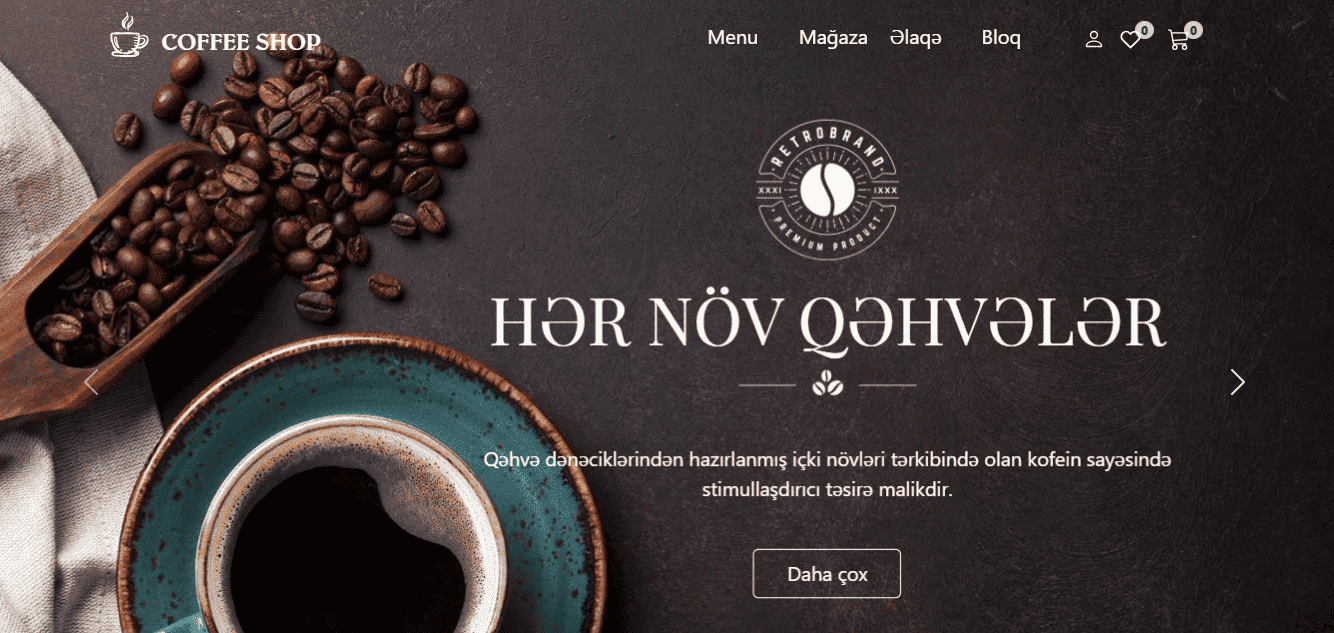 COFFEE SHOP
Menu Mağaza Əlaqə Bloq 0 0
RETROBRAND
XXXI IXXX
PREMIUM PRODUCT
HƏR NÖV QƏHVƏLƏR
Qəhvə dənəciklərindən hazırlanmış içki növləri tərkibində olan kofein sayəsində
stimullaşdırıcı təsirə malikdir.
Daha çox